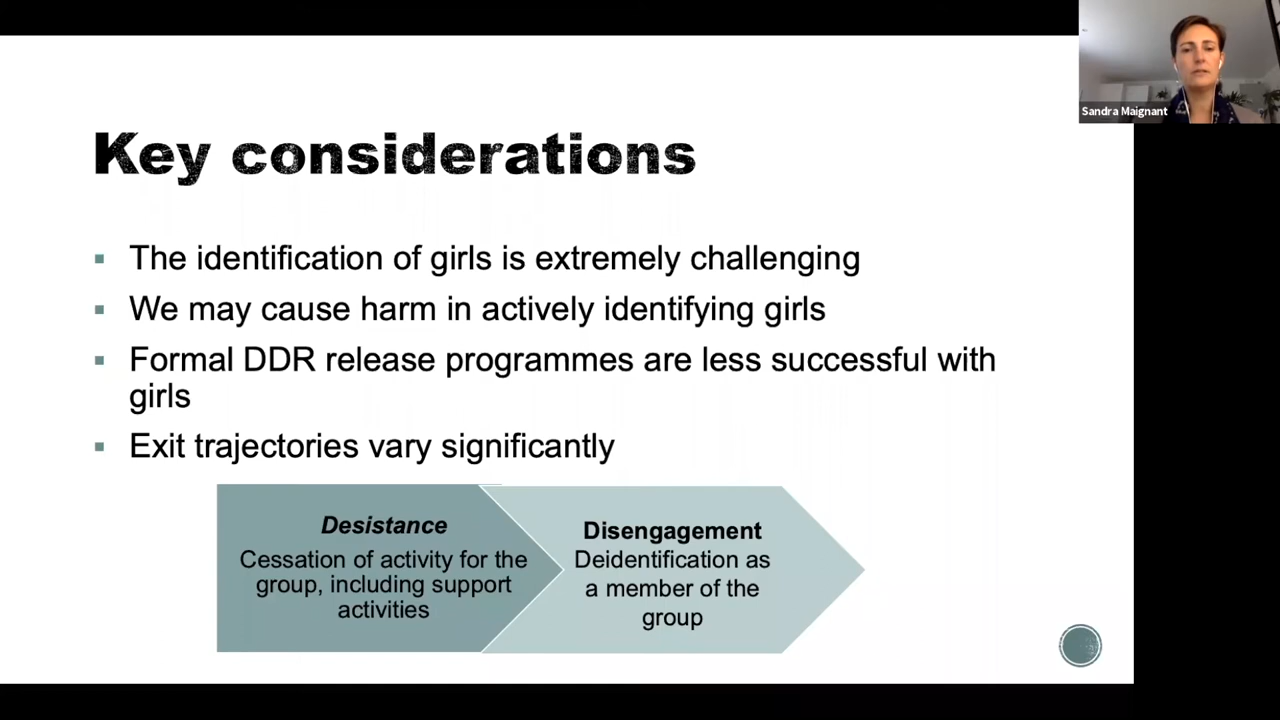 Sandra Maignant
Key considerations
The identification of girls is extremely challenging
We may cause harm in actively identifying girls
Formal DDR release programmes are less successful with
girls
Exit trajectories vary significantly
Desistance
Cessation of activity for the
group, including support
activities
Disengagement
Deidentification as
a member of the
group